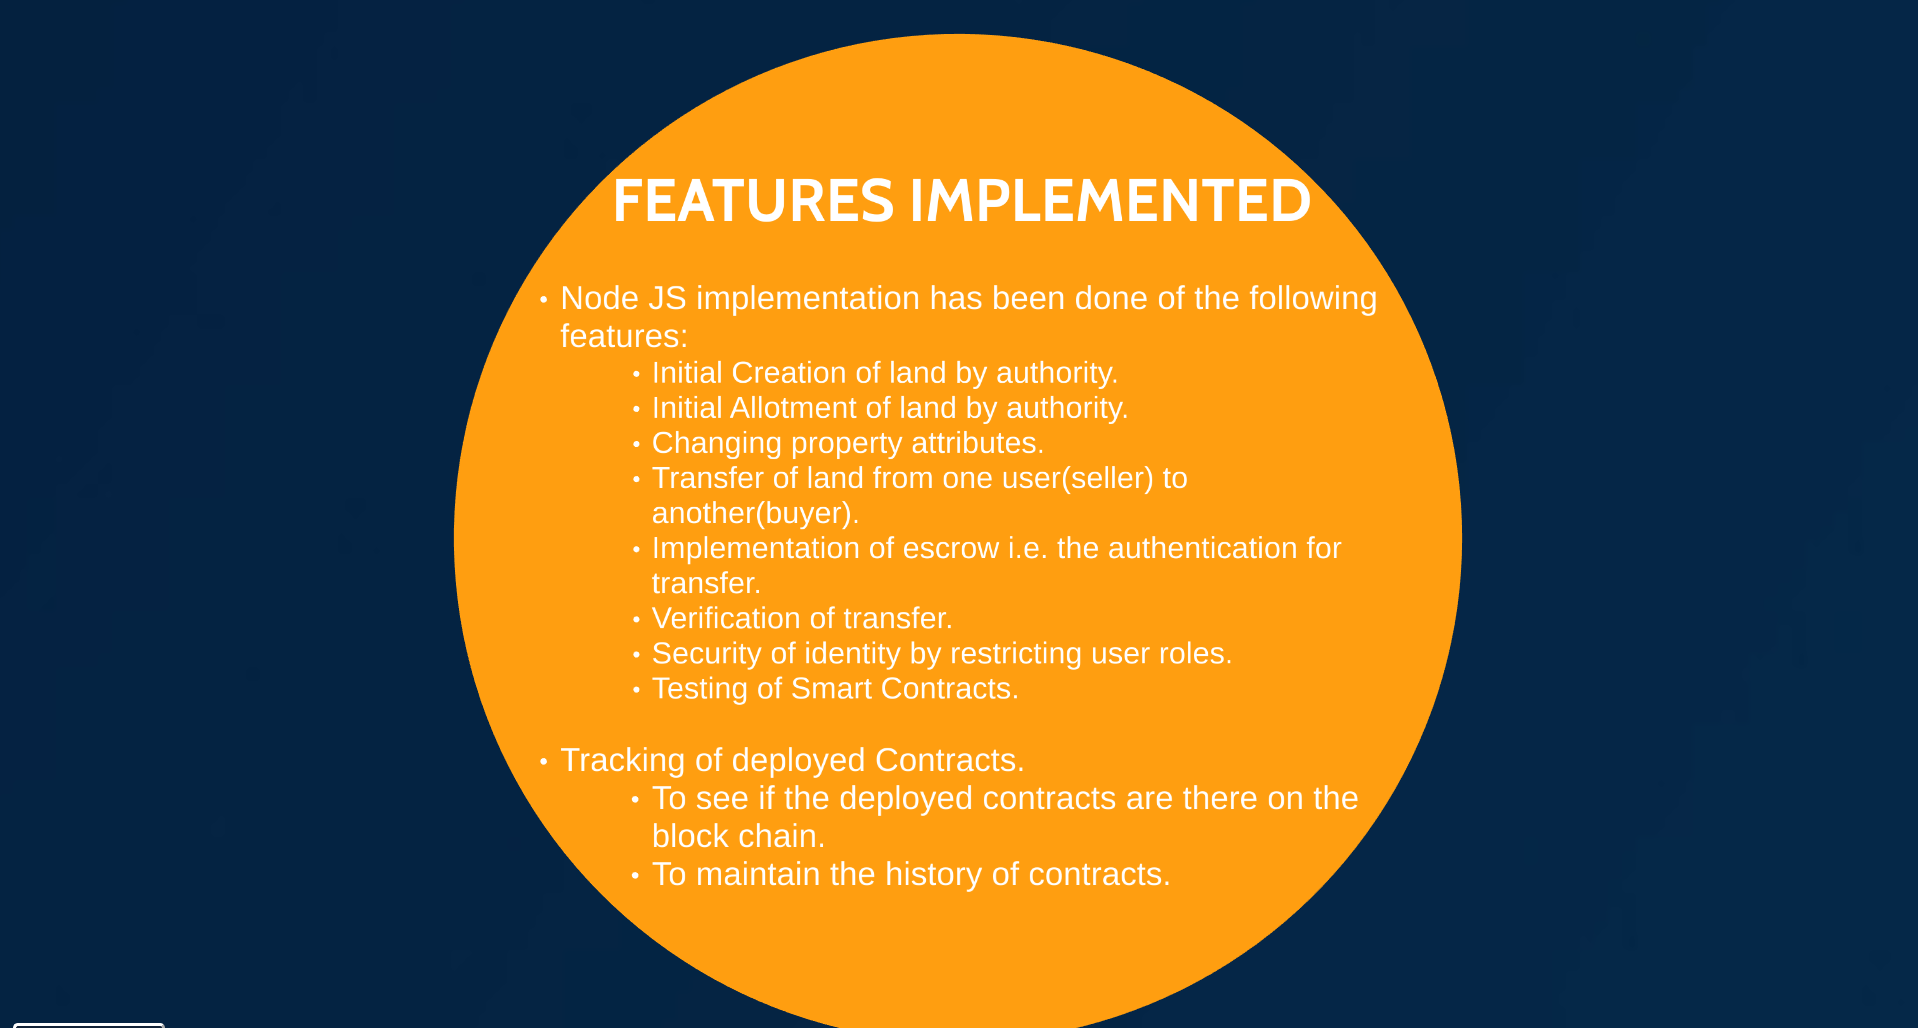 FEATURES IMPLEMENTED
• Node JS implementation has been done of the following
features:
• Initial Creation of land by authority.
• Initial Allotment of land by authority.
• Changing property attributes.
• Transfer of land from one user(seller) to
another(buyer).
• Implementation of escrow i.e. the authentication for
transfer.
• Verification of transfer.
• Security of identity by restricting user roles.
• Testing of Smart Contracts.
• Tracking of deployed Contracts.
• To see if the deployed contracts are there on the
block chain.
• To maintain the history of contracts.